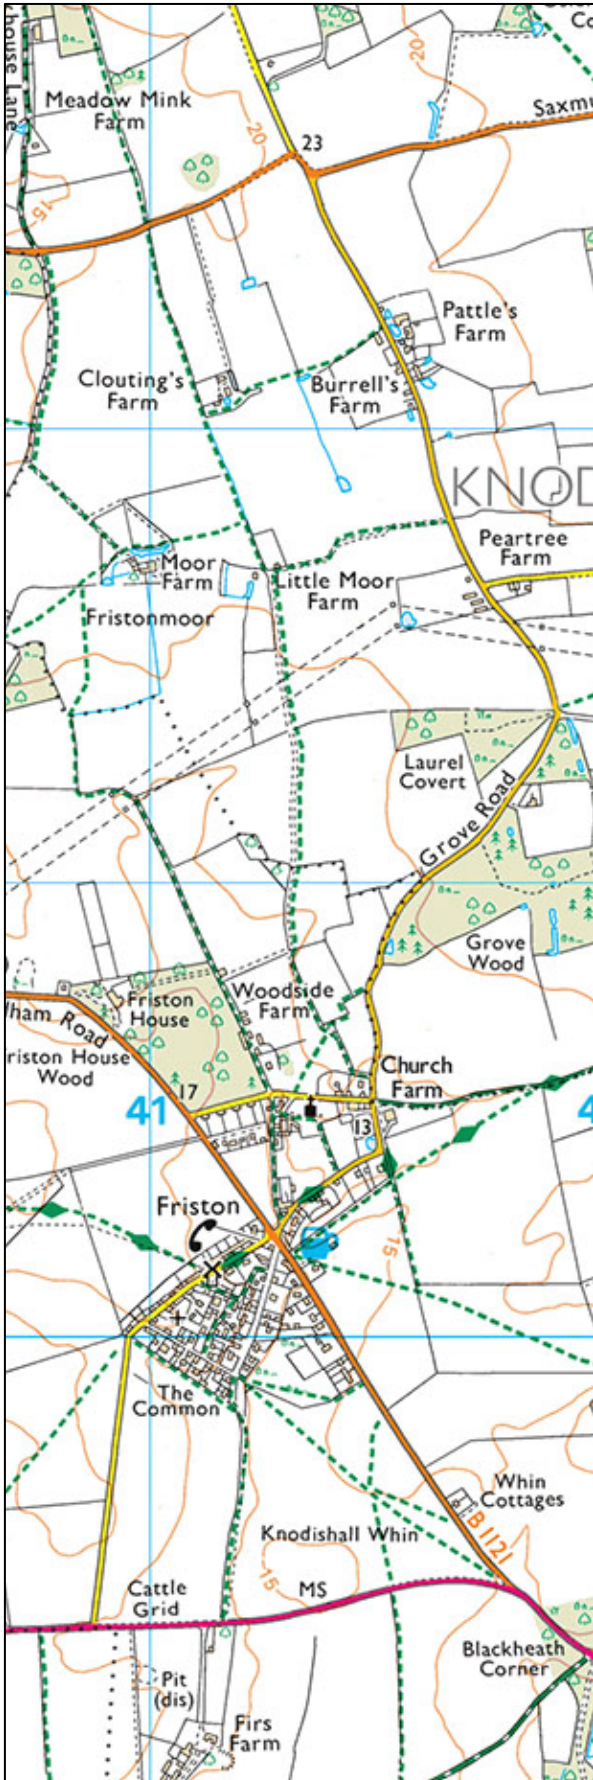 house Lane
Meadow Mink
Farm
20
20
15
23
Saxmu
Pattle's
Farm
Clouting's
Farm
Burrell's
Farm
KNOD
Peartree
Farm
Moor
Farm
Little Moor
Farm
Fristonmoor
Laurel
Covert
Grove Road
Grove
Wood
Woodside
Farm
Friston
House
lham Road
riston House
Wood
Church
Farm
17
41
4
13
Friston
15
The
Common
Whin
Cottages
B 1121
Knodishall Whin
15
MS
Cattle
Grid
Blackheath
Corner
Pit
(dis)
Firs
Farm